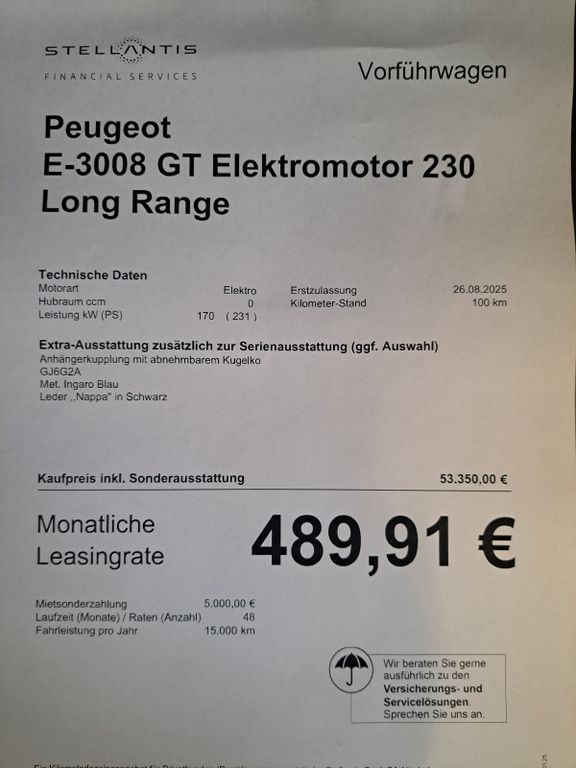 STELLANTIS
FINANCIAL SERVICES
Vorführwagen
Peugeot
E-3008 GT Elektromotor 230
Long Range
Technische Daten
Motorart Elektro Erstzulassung 26.08.2025
Hubraum ccm 0 Kilometer-Stand 100 km
Leistung kW (PS) 170 ( 231 )
Extra-Ausstattung zusätzlich zur Serienausstattung (ggf. Auswahl)
Anhängerkupplung mit abnehmbarem Kugelko
GJ6G2A
Met. Ingaro Blau
Leder ,,Nappa" in Schwarz
Kaufpreis inkl. Sonderausstattung 53.350,00 €
Monatliche
Leasingrate
489,91 €
Mietsonderzahlung 5.000,00 €
Laufzeit (Monate) / Raten (Anzahl) 48
Fahrleistung pro Jahr 15.000 km
Wir beraten Sie gerne
ausführlich zu den
Versicherungs- und
Servicelösungen.
Sprechen Sie uns an.